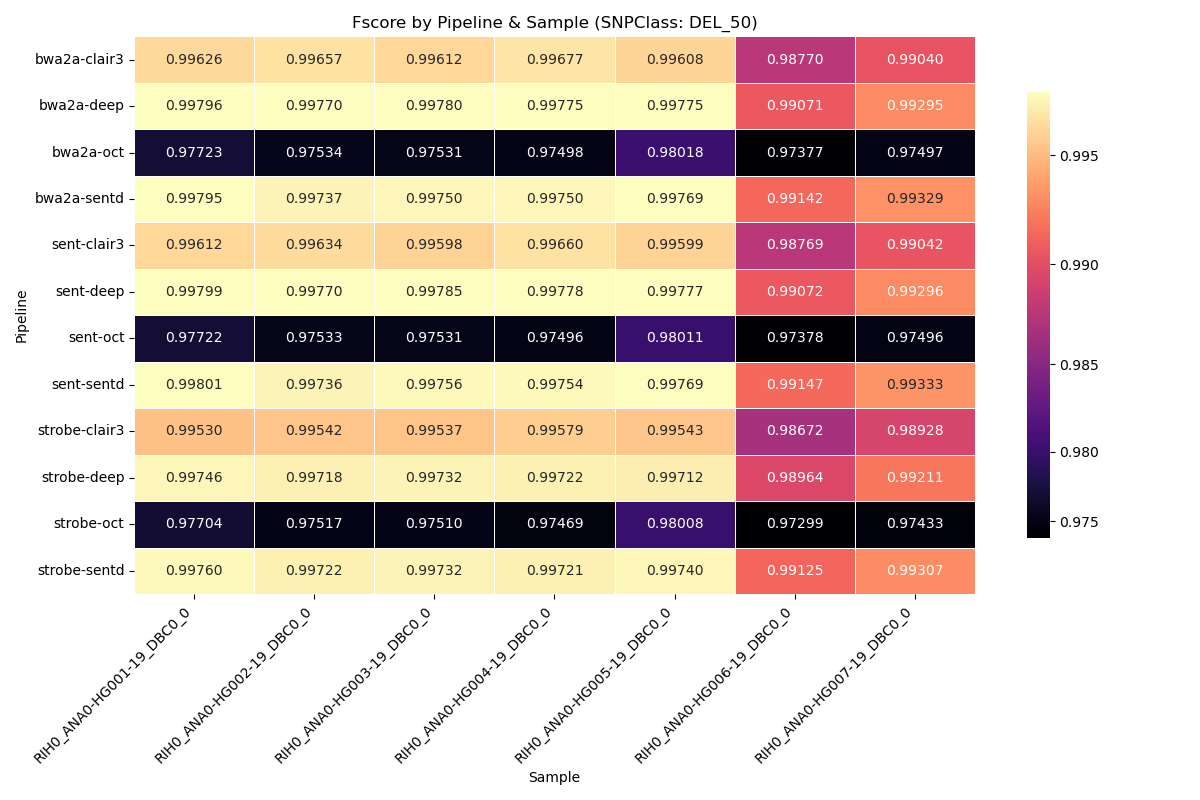 Fscore by Pipeline & Sample (SNPClass: DEL_50)
bwa2a-clair3 0.99626 0.99657 0.99612 0.99677 0.99608 0.98770 0.99040
bwa2a-deep 0.99796 0.99770 0.99780 0.99775 0.99775 0.99071 0.99295
bwa2a-oct 0.97723 0.97534 0.97531 0.97498 0.98018 0.97377 0.97497
bwa2a-sentd 0.99795 0.99737 0.99750 0.99750 0.99769 0.99142 0.99329
sent-clair3 0.99612 0.99634 0.99598 0.99660 0.99599 0.98769 0.99042
sent-deep 0.99799 0.99770 0.99785 0.99778 0.99777 0.99072 0.99296
sent-oct 0.97722 0.97533 0.97531 0.97496 0.98011 0.97378 0.97496
sent-sentd 0.99801 0.99736 0.99756 0.99754 0.99769 0.99147 0.99333
strobe-clair3 0.99530 0.99542 0.99537 0.99579 0.99543 0.98672 0.98928
strobe-deep 0.99746 0.99718 0.99732 0.99722 0.99712 0.98964 0.99211
strobe-oct 0.97704 0.97517 0.97510 0.97469 0.98008 0.97299 0.97433
strobe-sentd 0.99760 0.99722 0.99732 0.99721 0.99740 0.99125 0.99307
Pipeline
RIH0_ANA0-HG001-19_DBC0_0
RIH0_ANA0-HG002-19_DBC0_0
RIH0_ANA0-HG003-19_DBC0_0
RIH0_ANA0-HG004-19_DBC0_0
RIH0_ANA0-HG005-19_DBC0_0
RIH0_ANA0-HG006-19_DBC0_0
RIH0_ANA0-HG007-19_DBC0_0
Sample
0.995
0.990
0.985
0.980
0.975